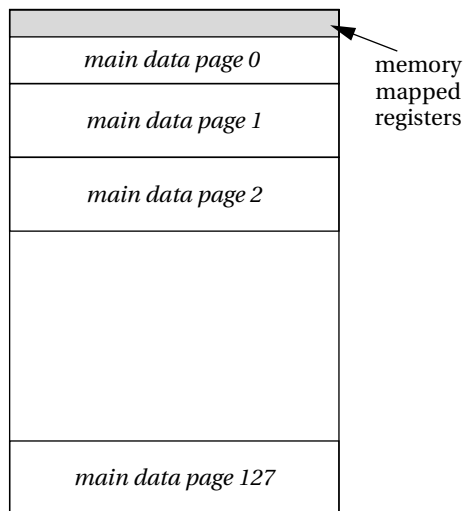 main data page 0
memory
mapped
registers
main data page 1
main data page 2
main data page 127